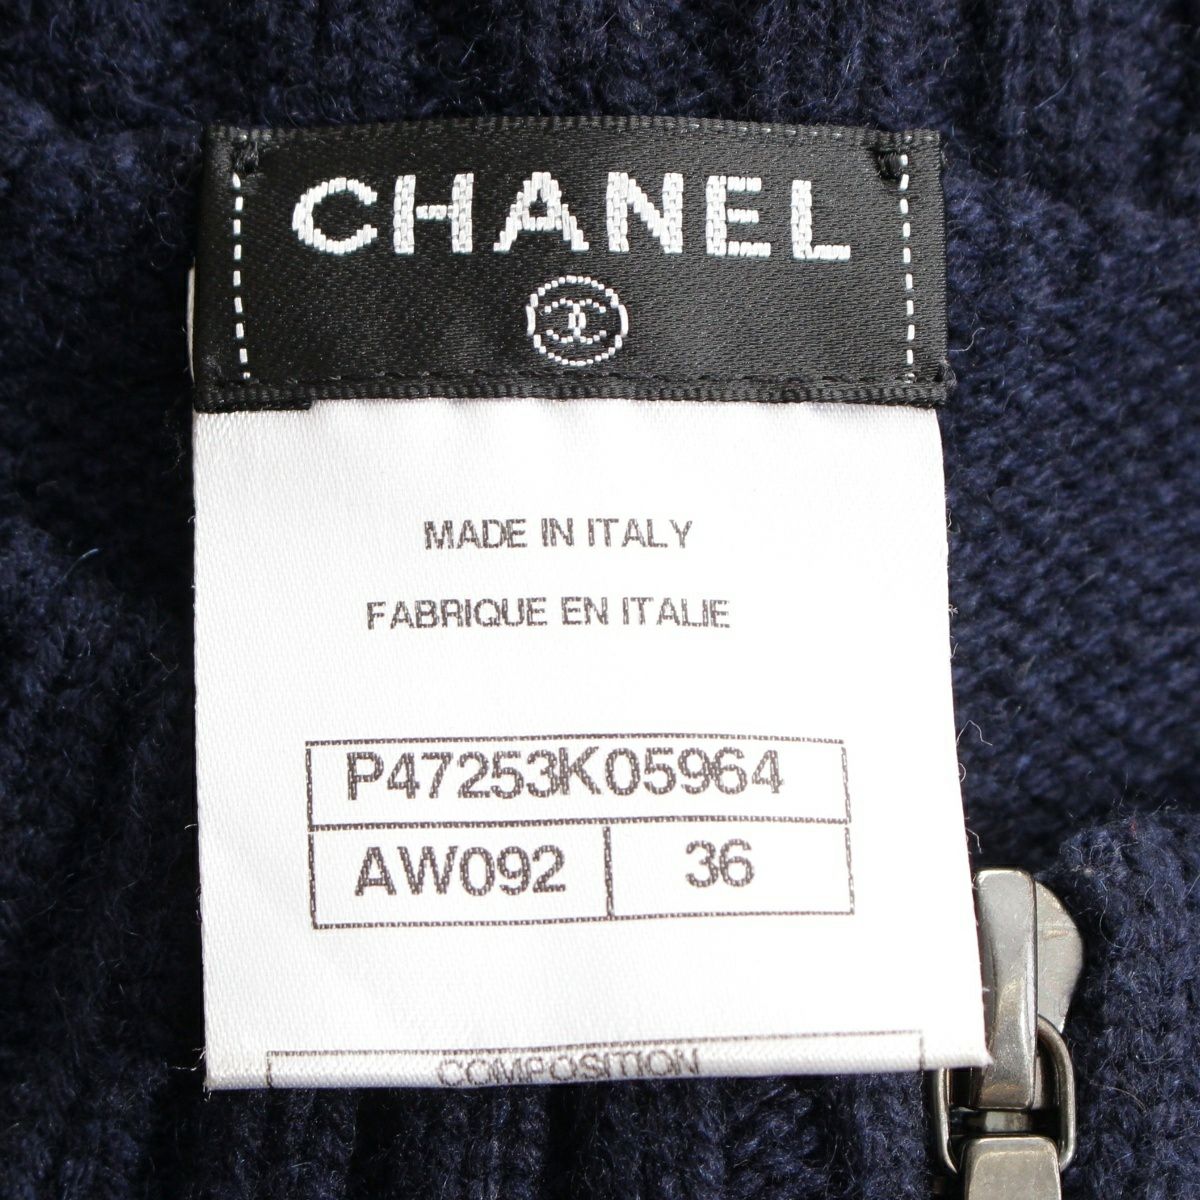 CHANEL
MADE IN ITALY
FABRIQUE EN ITALIE
P47253K05964
AW092 36
COMPOSITION